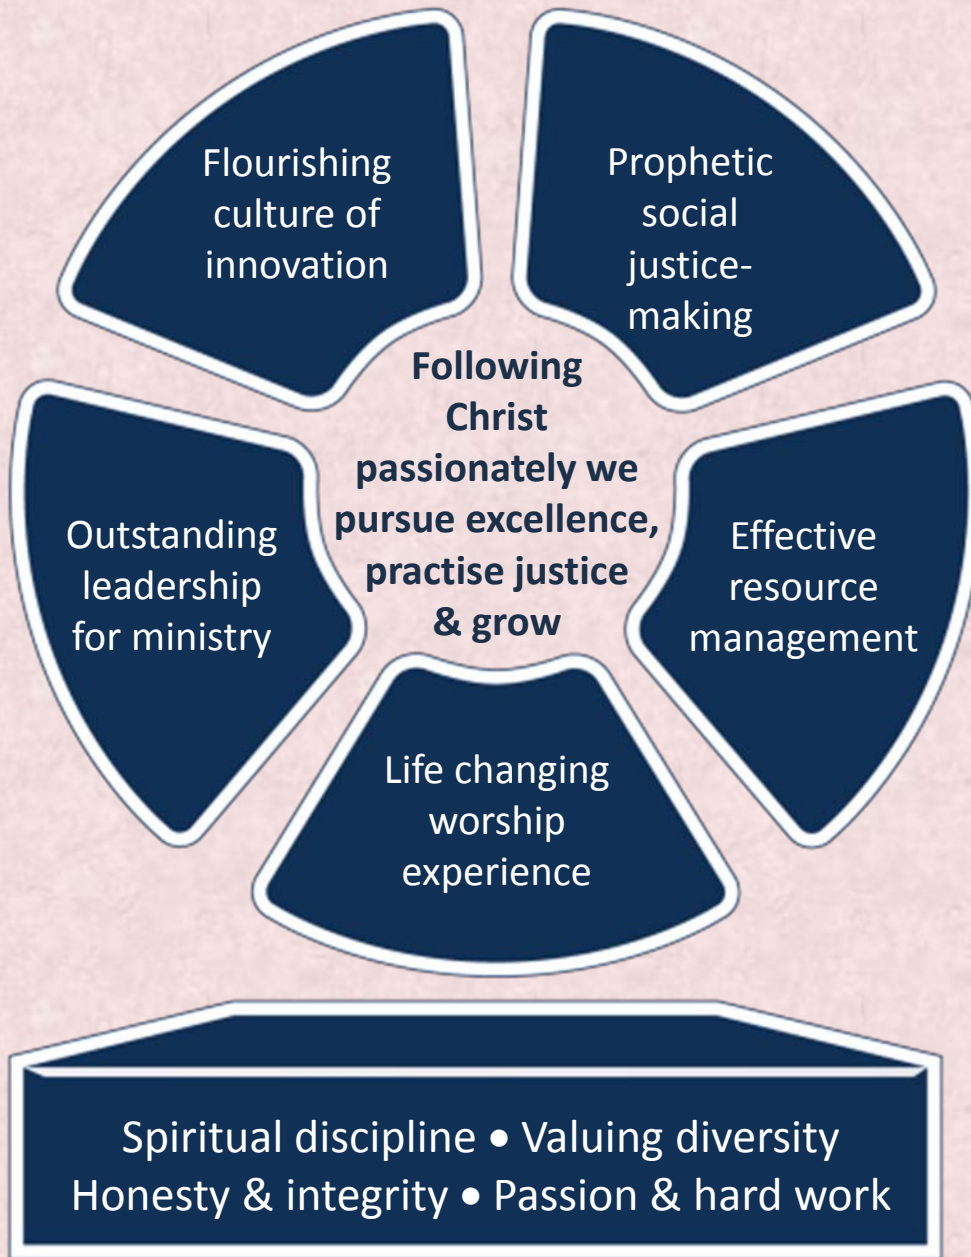 Flourishing
culture of
innovation
Prophetic
social
justice-
making
Following
Christ
passionately we
pursue excellence,
practise justice
& grow
Outstanding
leadership
for ministry
Effective
resource
management
Life changing
worship
experience
Spiritual discipline • Valuing diversity
Honesty & integrity • Passion & hard work